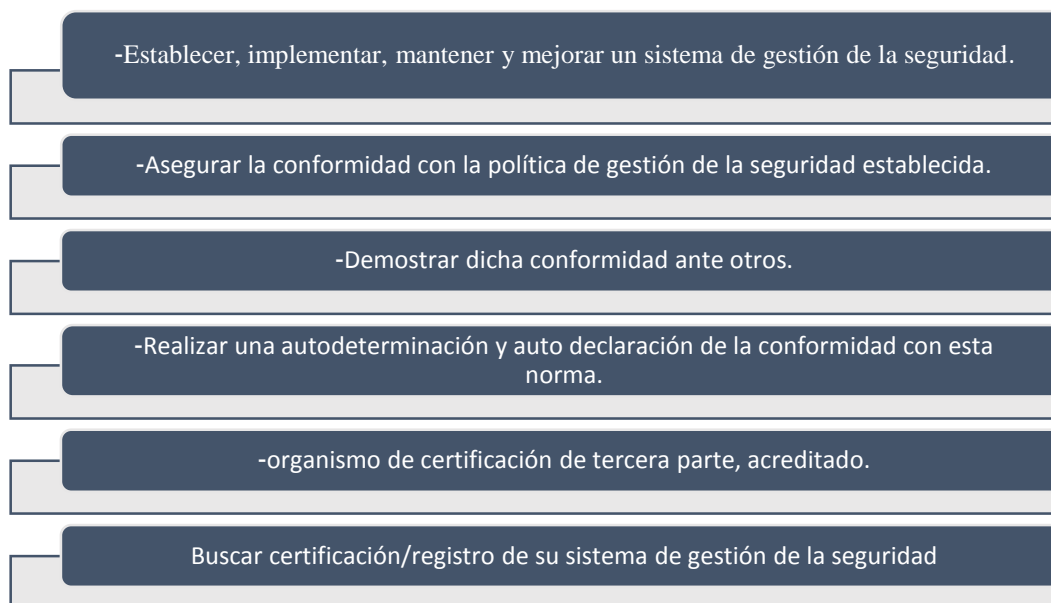 -Establecer, implementar, mantener y mejorar un sistema de gestión de la seguridad.
-Asegurar la conformidad con la política de gestión de la seguridad establecida.
-Demostrar dicha conformidad ante otros.
-Realizar una autodeterminación y auto declaración de la conformidad con esta
norma.
-organismo de certificación de tercera parte, acreditado.
Buscar certificación/registro de su sistema de gestión de la seguridad